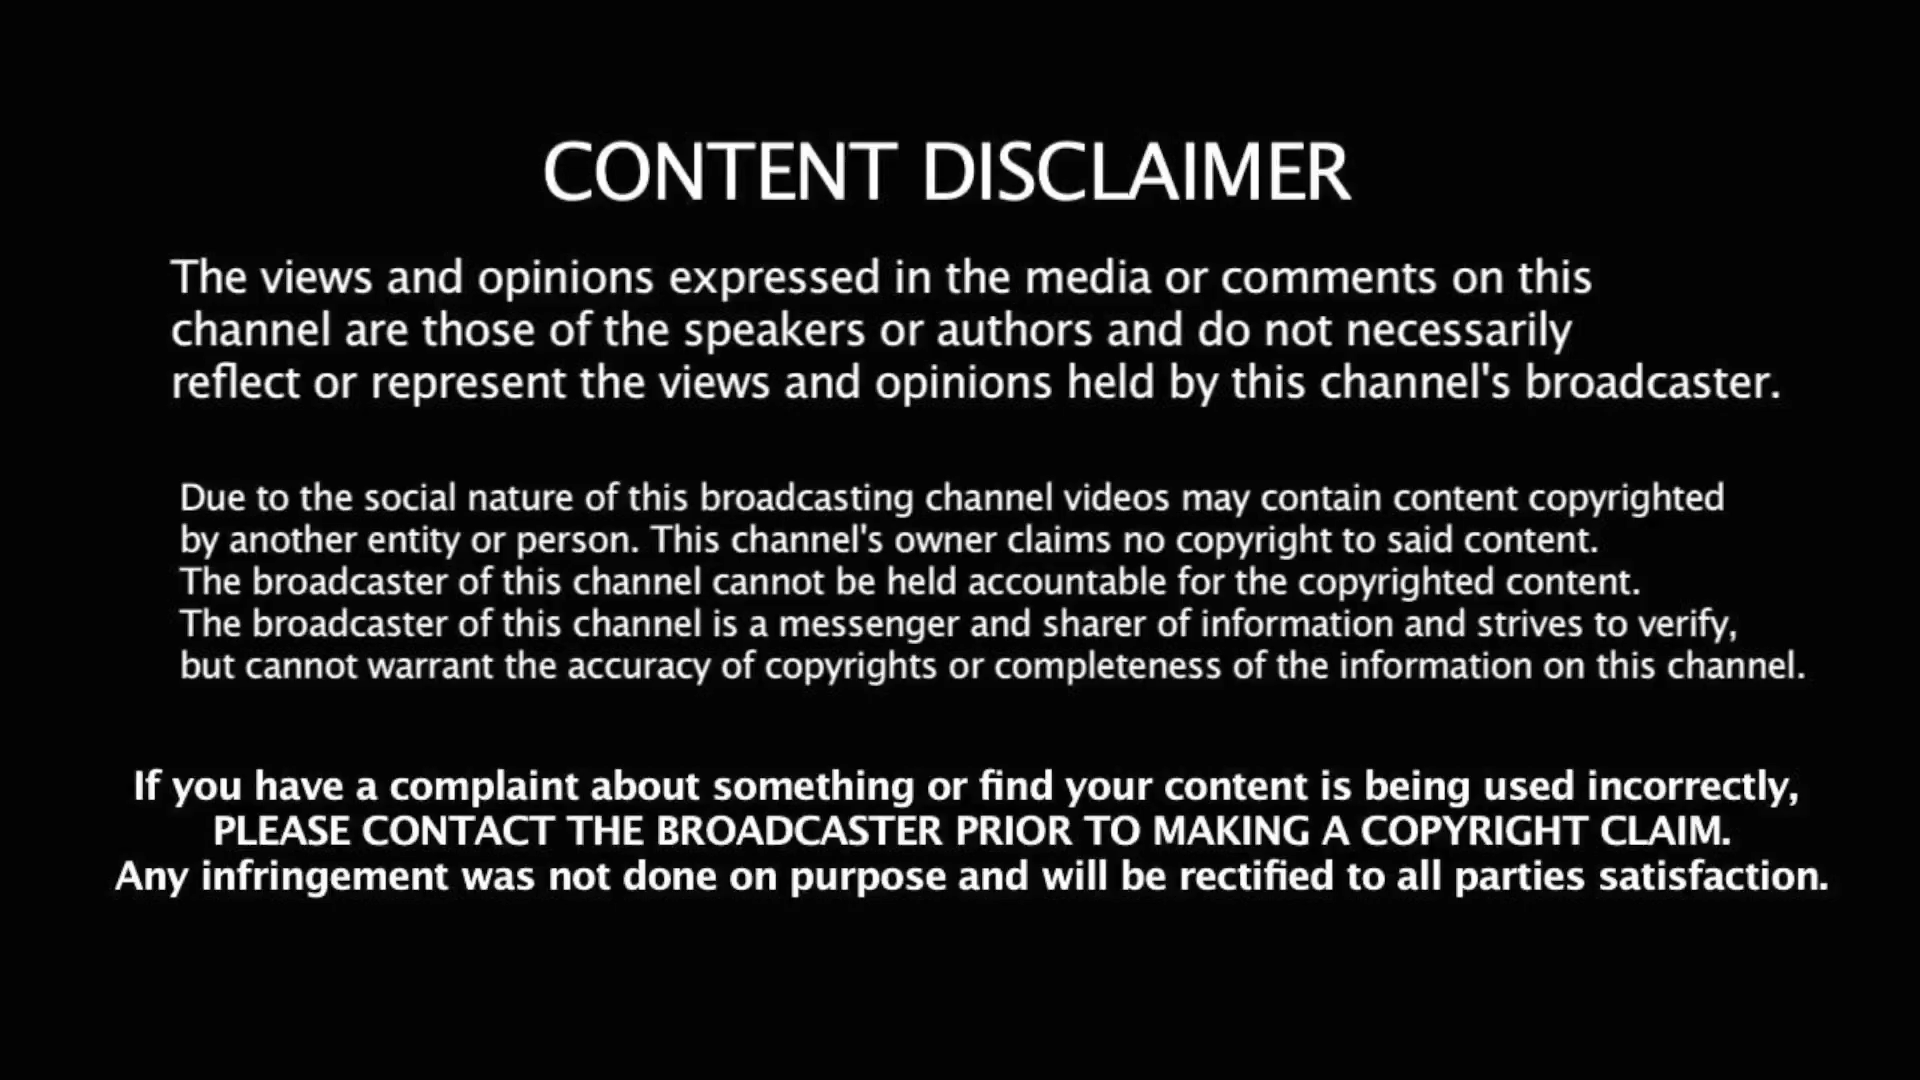 CONTENT DISCLAIMER
The views and opinions expressed in the media or comments on this
channel are those of the speakers or authors and do not necessarily
reflect or represent the views and opinions held by this channel's broadcaster.
Due to the social nature of this broadcasting channel videos may contain content copyrighted
by another entity or person. This channel's owner claims no copyright to said content.
The broadcaster of this channel cannot be held accountable for the copyrighted content.
The broadcaster of this channel is a messenger and sharer of information and strives to verify,
but cannot warrant the accuracy of copyrights or completeness of the information on this channel.
If you have a complaint about something or find your content is being used incorrectly,
PLEASE CONTACT THE BROADCASTER PRIOR TO MAKING A COPYRIGHT CLAIM.
Any infringement was not done on purpose and will be rectified to all parties satisfaction.